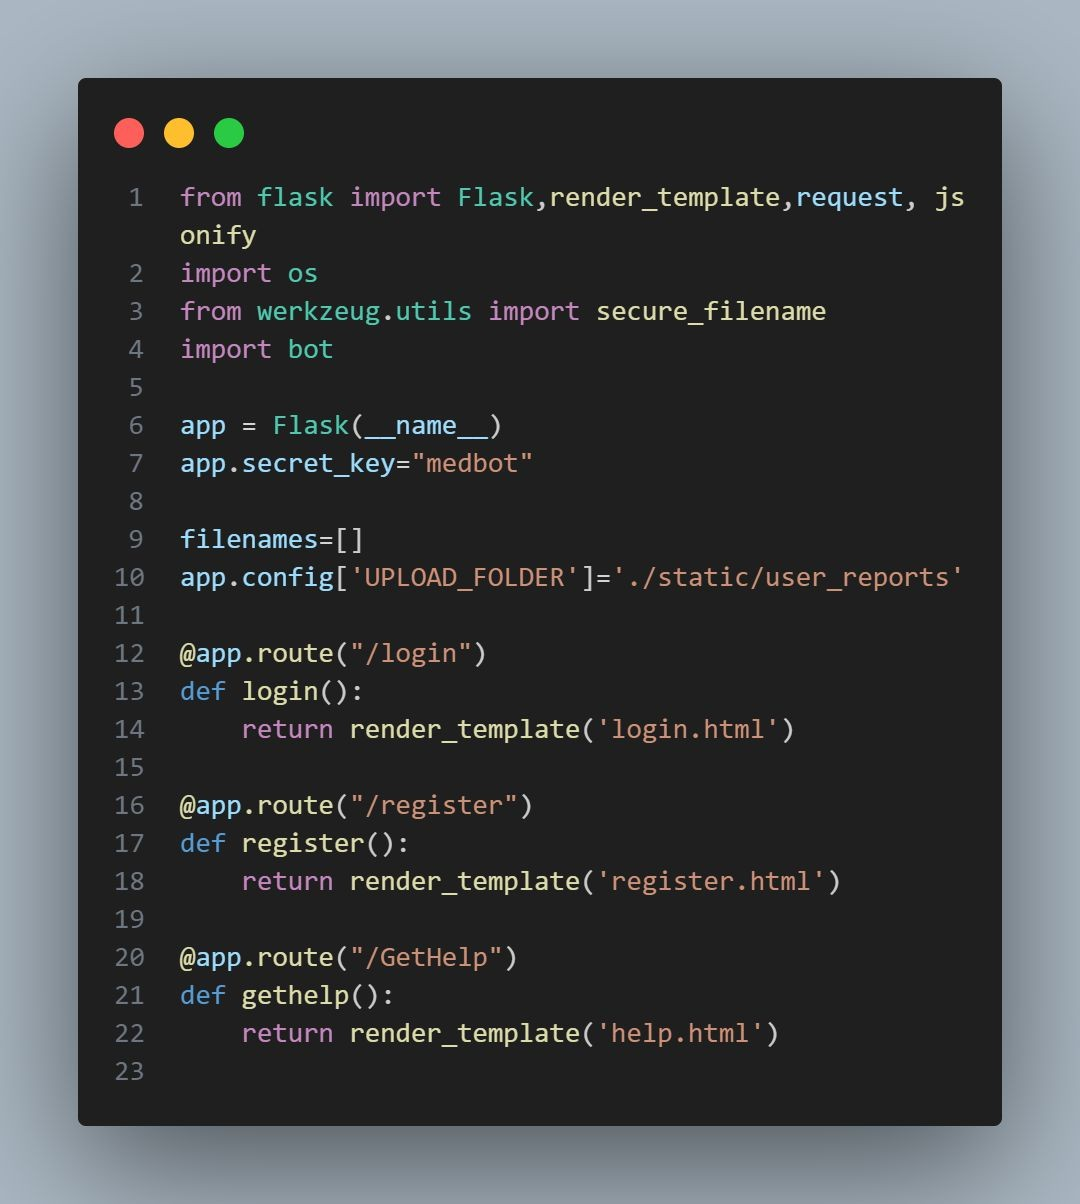 1 from flask import Flask,render_template,request, js
onify
2 import os
3 from werkzeug.utils import secure_filename
4 import bot
5
6 app = Flask(__name__)
7 app.secret_key="medbot"
8
9 filenames=[]
10 app.config['UPLOAD_FOLDER']='./static/user_reports'
11
12 @app.route("/login")
13 def login():
14     return render_template('login.html')
15
16 @app.route("/register")
17 def register():
18     return render_template('register.html')
19
20 @app.route("/GetHelp")
21 def gethelp():
22     return render_template('help.html')
23